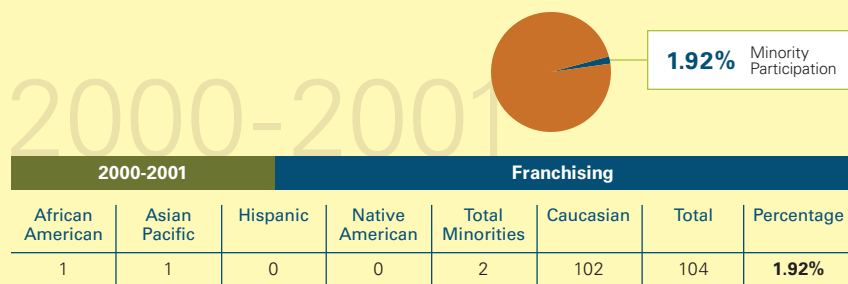 1.92% Minority
Participation
2000-2001
2000-2001 Franchising
African American Asian Pacific Hispanic Native American Total Minorities Caucasian Total Percentage
1 1 0 0 2 102 104 1.92%